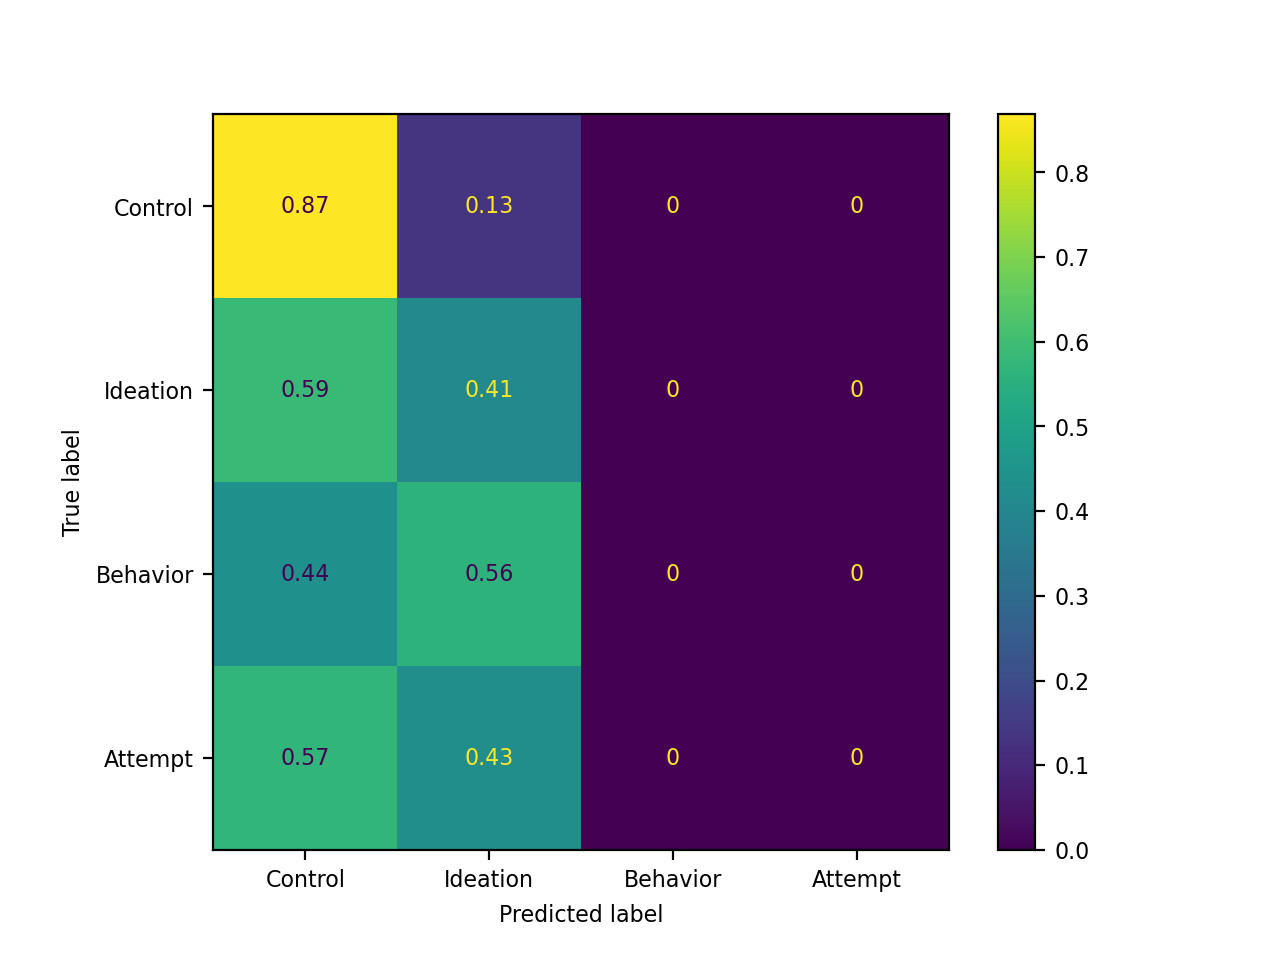 Control 0.87 0.13 0 0
Ideation 0.59 0.41 0 0
Behavior 0.44 0.56 0 0
Attempt 0.57 0.43 0 0
Control Ideation Behavior Attempt
Predicted label
True label
0.8
0.7
0.6
0.5
0.4
0.3
0.2
0.1
0.0